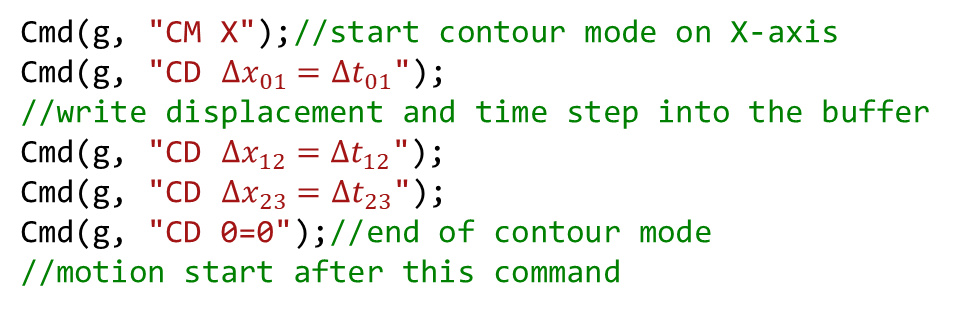 Cmd(g, "CM X");//start contour mode on X-axis
Cmd(g, "CD Δx₀₁ = Δt₀₁");
//write displacement and time step into the buffer
Cmd(g, "CD Δx₁₂ = Δt₁₂");
Cmd(g, "CD Δx₂₃ = Δt₂₃");
Cmd(g, "CD 0=0");//end of contour mode
//motion start after this command